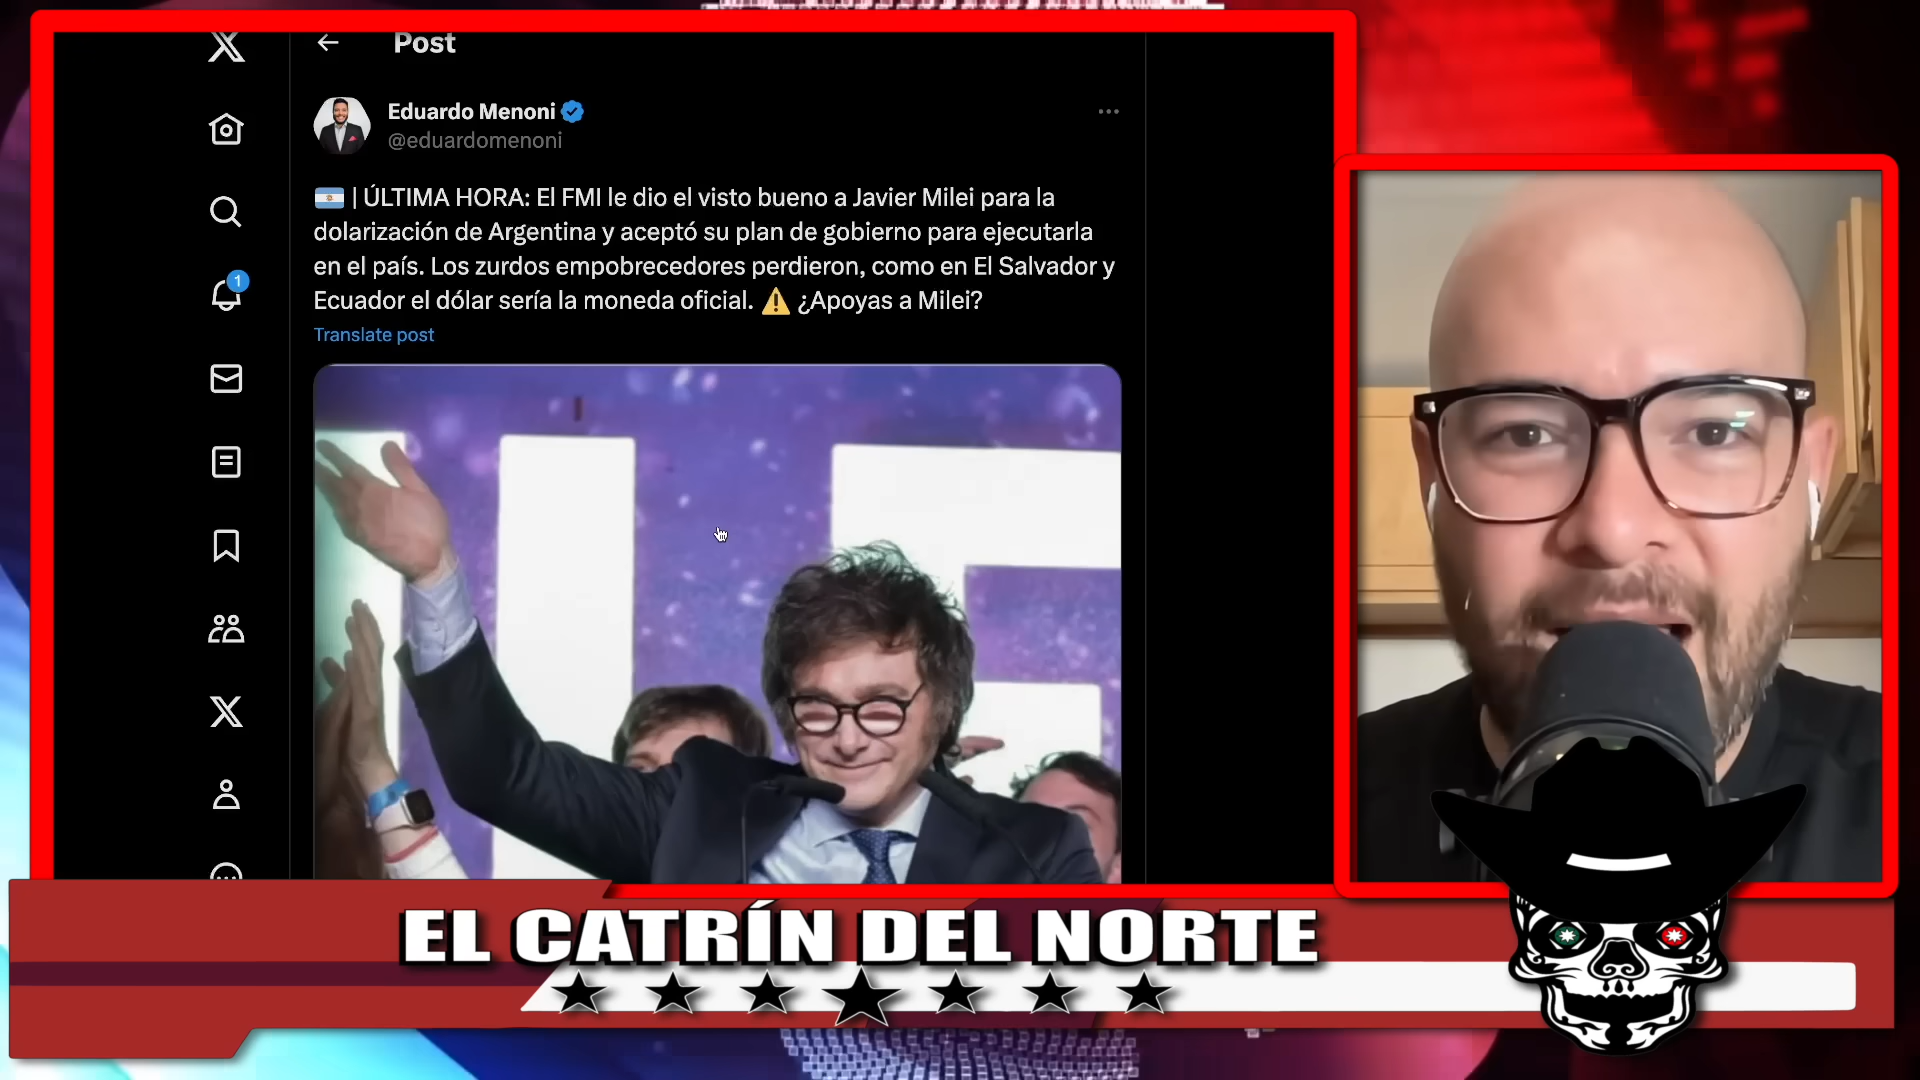 Post
Eduardo Menoni
@eduardomenoni
| ÚLTIMA HORA: El FMI le dio el visto bueno a Javier Milei para la
dolarización de Argentina y aceptó su plan de gobierno para ejecutarla
en el país. Los zurdos empobrecedores perdieron, como en El Salvador y
Ecuador el dólar sería la moneda oficial. ⚠️ ¿Apoyas a Milei?
Translate post
1
EL CATRÍN DEL NORTE